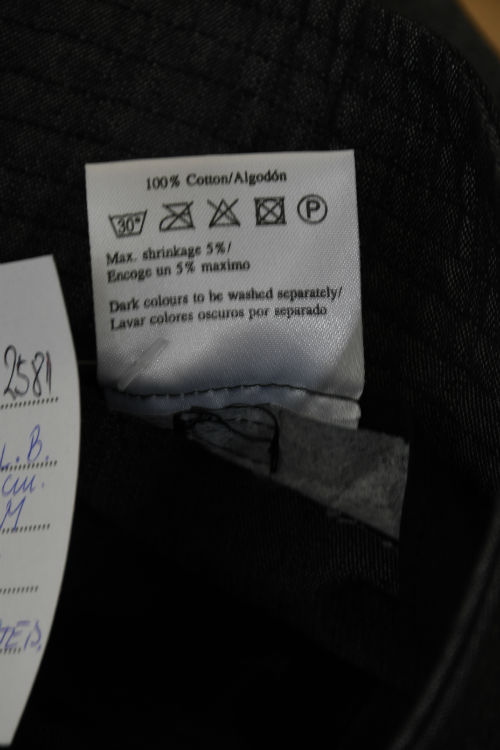 100% Cotton/Algodón
30° P
Max. shrinkage 5%/
Encoge un 5% maximo
Dark colours to be washed separately/
Lavar colores oscuros por separado
2581
L.B.
cm.
M